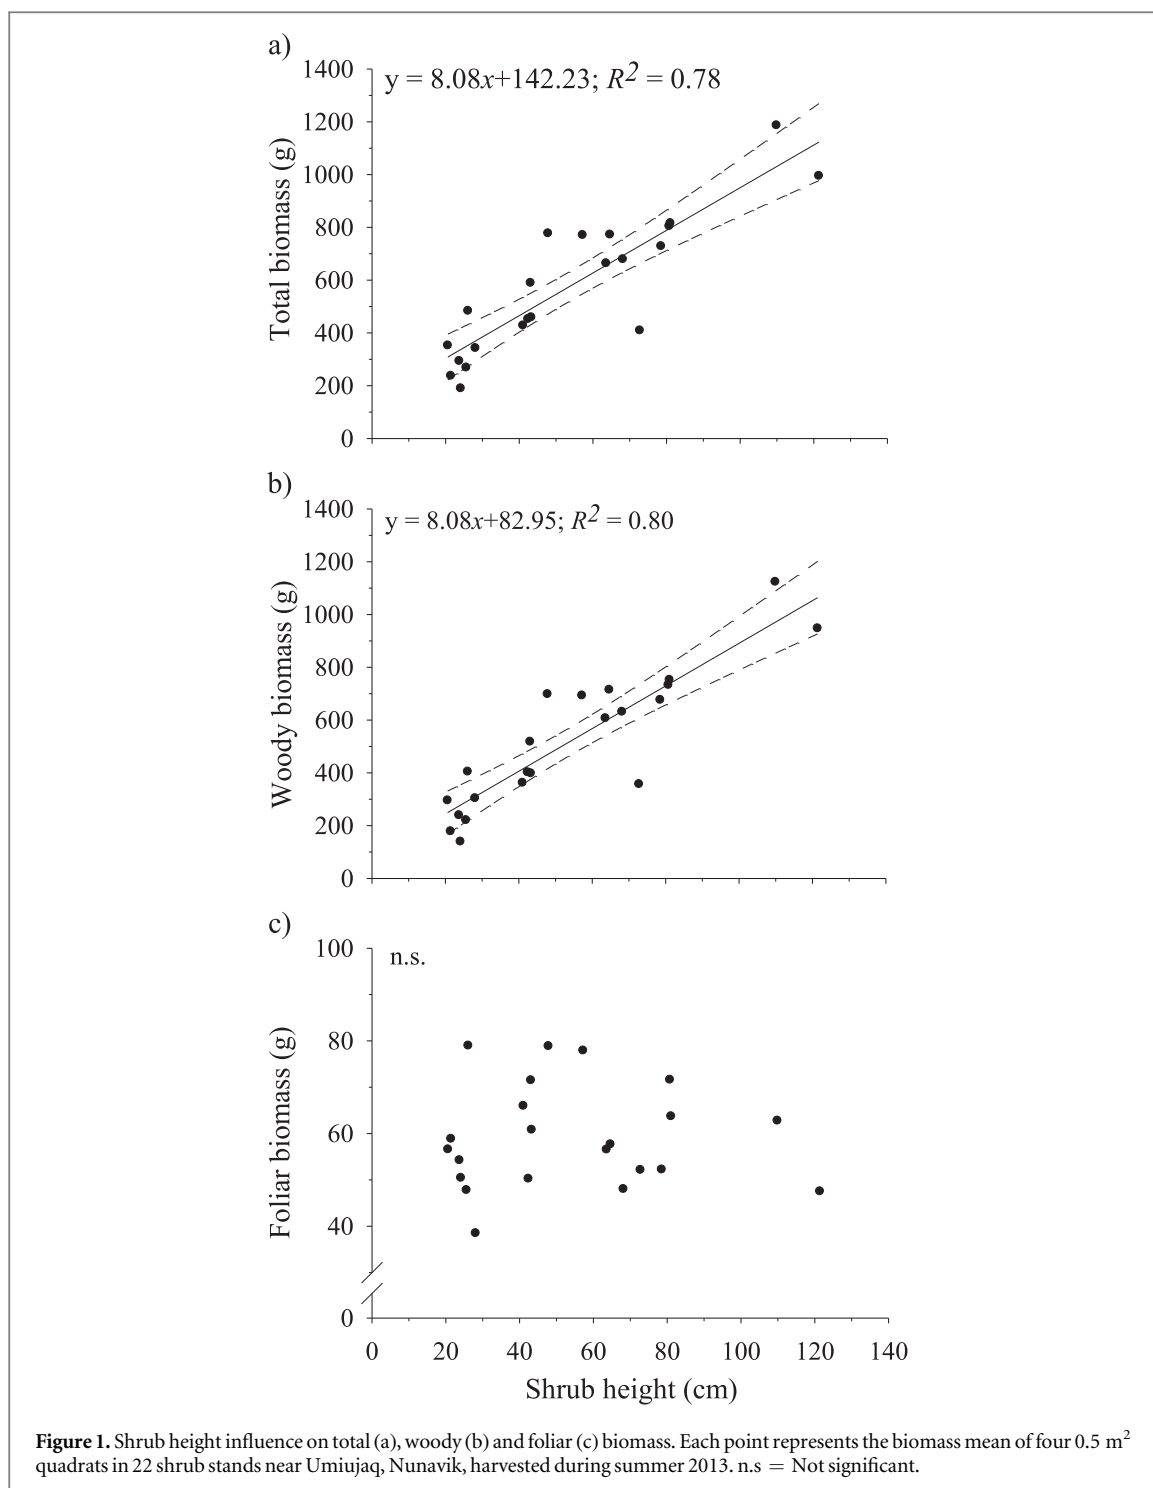 a)
1400
y = 8.08x+142.23; R² = 0.78
1200
1000
800
600
400
200
0
Total biomass (g)
b)
1400
y = 8.08x+82.95; R² = 0.80
1200
1000
800
600
400
200
0
Woody biomass (g)
c)
100
n.s.
80
60
40
0
Foliar biomass (g)
0 20 40 60 80 100 120 140
Shrub height (cm)
Figure 1. Shrub height influence on total (a), woody (b) and foliar (c) biomass. Each point represents the biomass mean of four 0.5 m²
quadrats in 22 shrub stands near Umiujaq, Nunavik, harvested during summer 2013. n.s = Not significant.